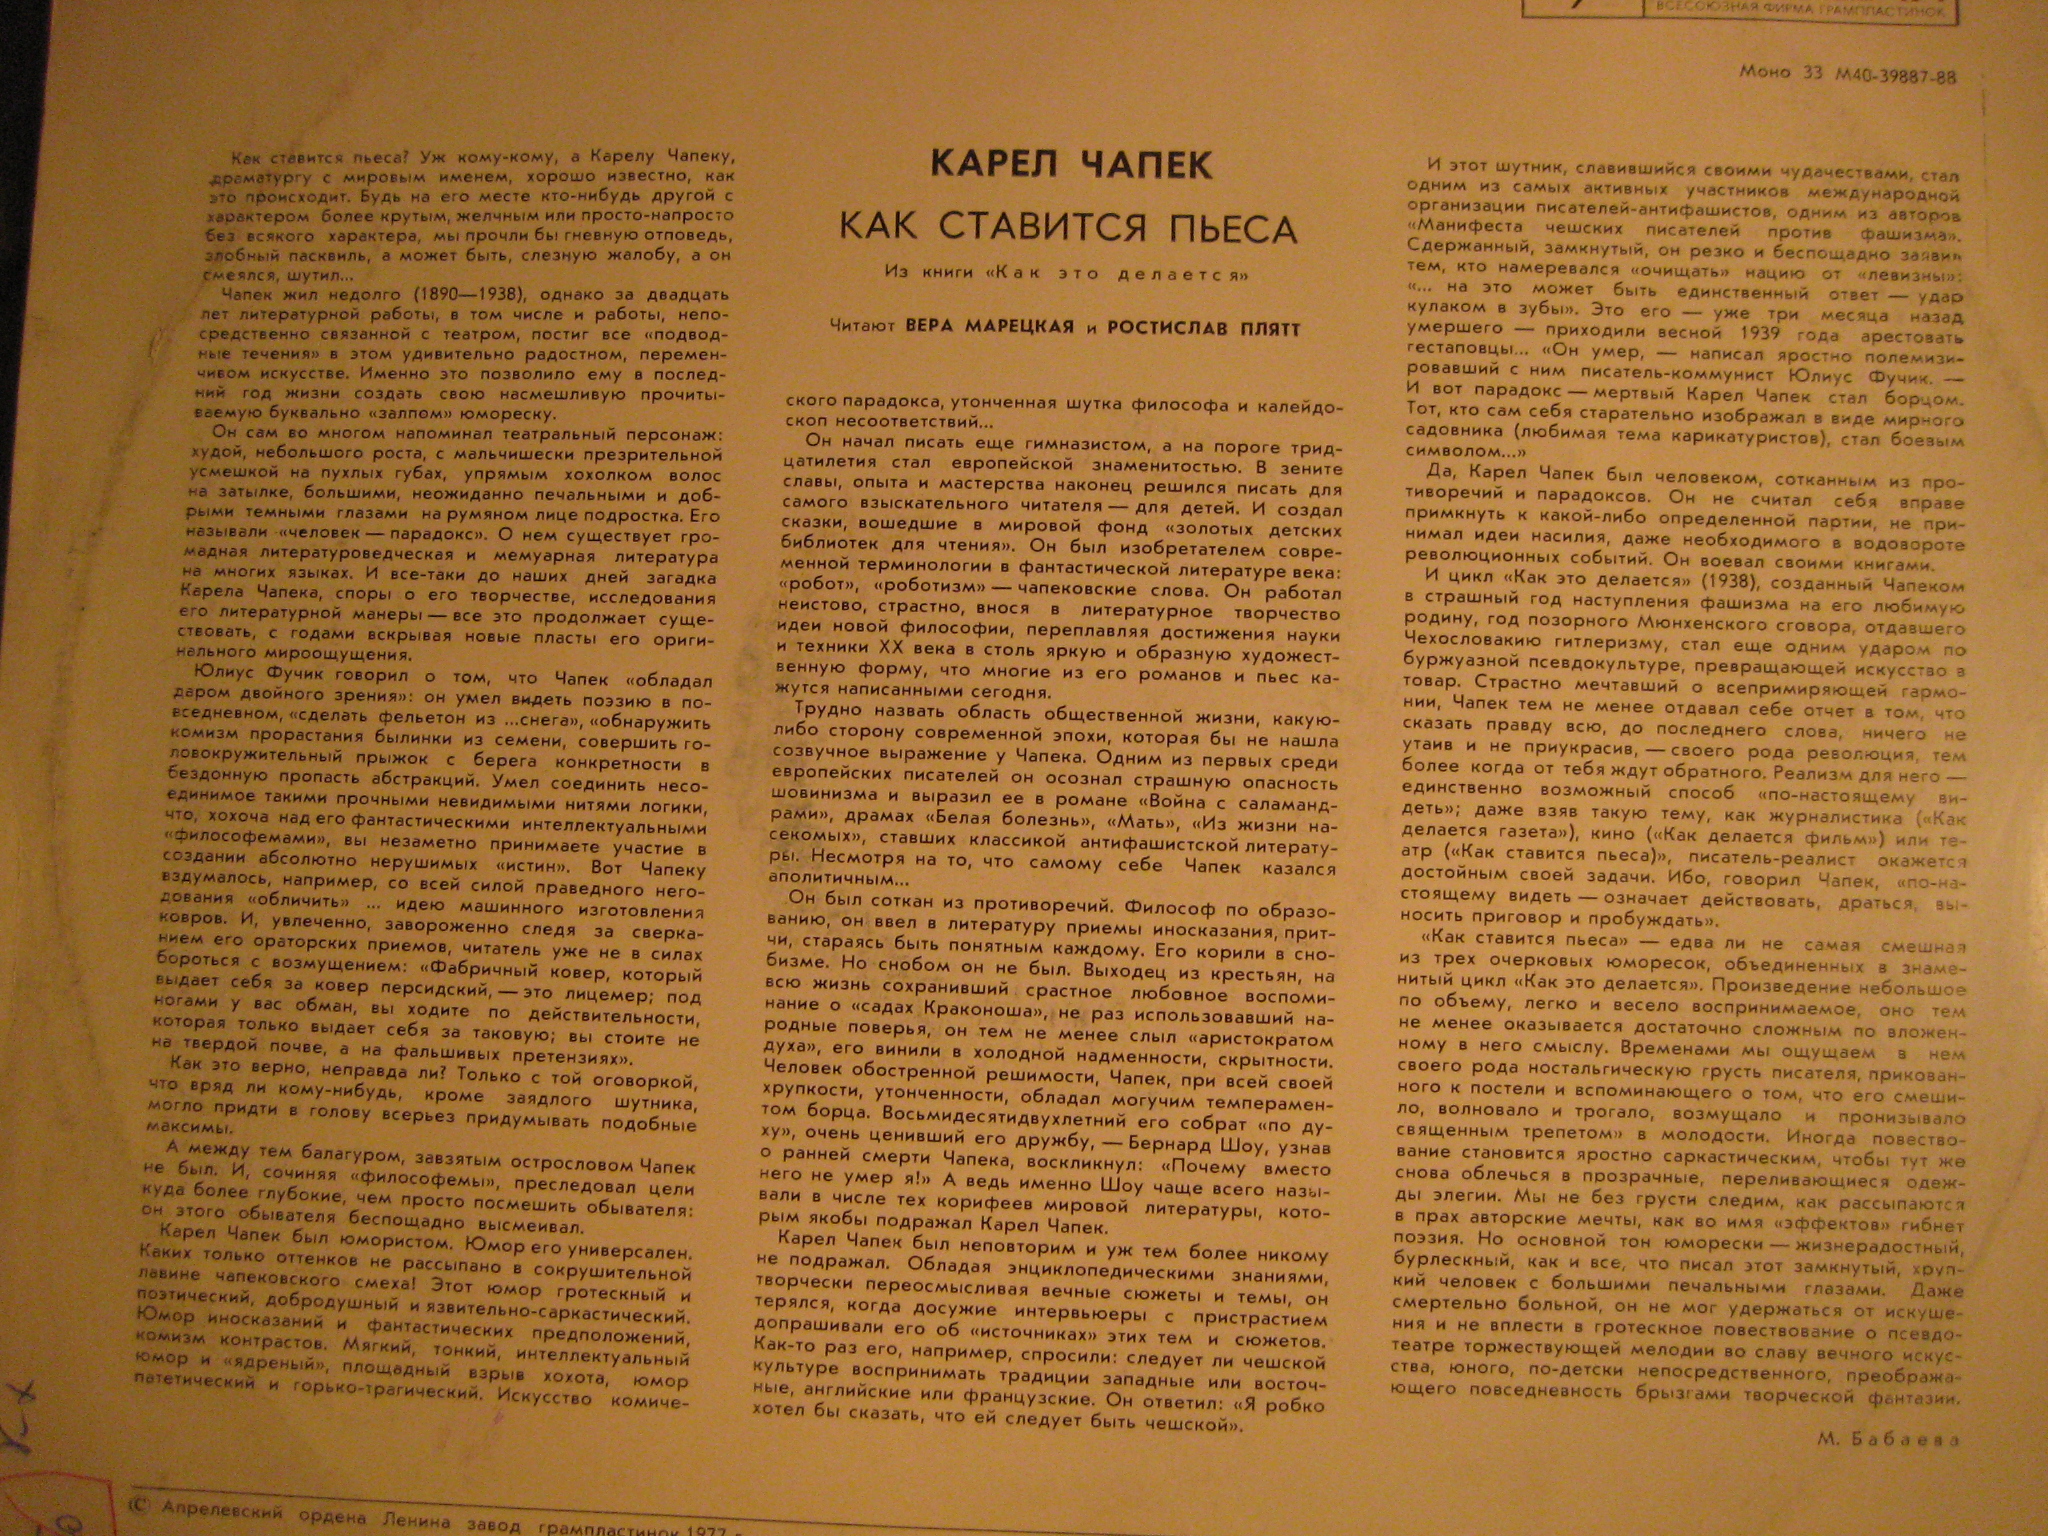 ВСЕСОЮЗНАЯ ФИРМА ГРАМПЛАСТИНОК
Моно 33 М40-39887-88
КАРЕЛ ЧАПЕК
КАК СТАВИТСЯ ПЬЕСА
Из книги «Как это делается»
Читают ВЕРА МАРЕЦКАЯ и РОСТИСЛАВ ПЛЯТТ
Как ставится пьеса? Уж кому-кому, а Карелу Чапеку,
драматургу с мировым именем, хорошо известно, как
это происходит. Будь на его месте кто-нибудь другой с
характером более крутым, желчным или просто-напросто
без всякого характера, мы прочли бы гневную отповедь,
злобный пасквиль, а может быть, слезную жалобу, а он
смеялся, шутил...
Чапек жил недолго (1890—1938), однако за двадцать
лет литературной работы, в том числе и работы, непо-
средственно связанной с театром, постиг все «подвод-
ные течения» в этом удивительно радостном, перемен-
чивом искусстве. Именно это позволило ему в послед-
ний год жизни создать свою насмешливую прочиты-
ваемую буквально «залпом» юмореску.
Он сам во многом напоминал театральный персонаж:
худой, небольшого роста, с мальчишески презрительной
усмешкой на пухлых губах, упрямым хохолком волос
на затылке, большими, неожиданно печальными и доб-
рыми темными глазами на румяном лице подростка. Его
называли «человек — парадокс». О нем существует гро-
мадная литературоведческая и мемуарная литература
на многих языках. И все-таки до наших дней загадка
Карела Чапека, споры о его творчестве, исследования
его литературной манеры — все это продолжает суще-
ствовать, с годами вскрывая новые пласты его ориги-
нального мироощущения.
Юлиус Фучик говорил о том, что Чапек «обладал
даром двойного зрения»: он умел видеть поэзию в по-
вседневном, «сделать фельетон из ...снега», «обнаружить
комизм прорастания былинки из семени, совершить го-
ловокружительный прыжок с берега конкретности в
бездонную пропасть абстракций. Умел соединить несо-
единимое такими прочными невидимыми нитями логики,
что, хохоча над его фантастическими интеллектуальными
«философемами», вы незаметно принимаете участие в
создании абсолютно нерушимых «истин». Вот Чапеку
вздумалось, например, со всей силой праведного него-
дования «обличить» ... идею машинного изготовления
ковров. И, увлеченно, завороженно следя за сверка-
нием его ораторских приемов, читатель уже не в силах
бороться с возмущением: «Фабричный ковер, который
выдает себя за ковер персидский, — это лицемер; под
ногами у вас обман, вы ходите по действительности,
которая только выдает себя за таковую; вы стоите не
на твердой почве, а на фальшивых претензиях».
Как это верно, неправда ли? Только с той оговоркой,
что вряд ли кому-нибудь, кроме заядлого шутника,
могло придти в голову всерьез придумывать подобные
максимы.
А между тем балагуром, завзятым острословом Чапек
не был. И, сочиняя «философемы», преследовал цели
куда более глубокие, чем просто посмешить обывателя:
он этого обывателя беспощадно высмеивал.
Карел Чапек был юмористом. Юмор его универсален.
Каких только оттенков не рассыпано в сокрушительной
лавине чапековского смеха! Этот юмор гротескный и
поэтический, добродушный и язвительно-саркастический.
Юмор иносказаний и фантастических предположений,
комизм контрастов. Мягкий, тонкий, интеллектуальный
юмор и «ядреный», площадный взрыв хохота, юмор
патетический и горько-трагический. Искусство комиче-
ского парадокса, утонченная шутка философа и калейдо-
скоп несоответствий...
Он начал писать еще гимназистом, а на пороге трид-
цатилетия стал европейской знаменитостью. В зените
славы, опыта и мастерства наконец решился писать для
самого взыскательного читателя — для детей. И создал
сказки, вошедшие в мировой фонд «золотых детских
библиотек для чтения». Он был изобретателем совре-
менной терминологии в фантастической литературе века:
«робот», «роботизм» — чапековские слова. Он работал
неистово, страстно, внося в литературное творчество
идеи новой философии, переплавляя достижения науки
и техники XX века в столь яркую и образную художест-
венную форму, что многие из его романов и пьес ка-
жутся написанными сегодня.
Трудно назвать область общественной жизни, какую-
либо сторону современной эпохи, которая бы не нашла
созвучное выражение у Чапека. Одним из первых среди
европейских писателей он осознал страшную опасность
шовинизма и выразил ее в романе «Война с саламанд-
рами», драмах «Белая болезнь», «Мать», «Из жизни на-
секомых», ставших классикой антифашистской литерату-
ры. Несмотря на то, что самому себе Чапек казался
аполитичным...
Он был соткан из противоречий. Философ по образо-
ванию, он ввел в литературу приемы иносказания, прит-
чи, стараясь быть понятным каждому. Его корили в сно-
бизме. Но снобом он не был. Выходец из крестьян, на
всю жизнь сохранивший срастное любовное воспоми-
нание о «садах Краконоша», не раз использовавший на-
родные поверья, он тем не менее слыл «аристократом
духа», его винили в холодной надменности, скрытности.
Человек обостренной решимости, Чапек, при всей своей
хрупкости, утонченности, обладал могучим темперамен-
том борца. Восьмидесятидвухлетний его собрат «по ду-
ху», очень ценивший его дружбу, — Бернард Шоу, узнав
о ранней смерти Чапека, воскликнул: «Почему вместо
него не умер я!» А ведь именно Шоу чаще всего назы-
вали в числе тех корифеев мировой литературы, кото-
рым якобы подражал Карел Чапек.
Карел Чапек был неповторим и уж тем более никому
не подражал. Обладая энциклопедическими знаниями,
творчески переосмысливая вечные сюжеты и темы, он
терялся, когда досужие интервьюеры с пристрастием
допрашивали его об «источниках» этих тем и сюжетов.
Как-то раз его, например, спросили: следует ли чешской
культуре воспринимать традиции западные или восточ-
ные, английские или французские. Он ответил: «Я робко
хотел бы сказать, что ей следует быть чешской».
И этот шутник, славившийся своими чудачествами, стал
одним из самых активных участников международной
организации писателей-антифашистов, одним из авторов
«Манифеста чешских писателей против фашизма».
Сдержанный, замкнутый, он резко и беспощадно заявил
тем, кто намеревался «очищать» нацию от «левизны»:
«... на это может быть единственный ответ — удар
кулаком в зубы». Это его — уже три месяца назад
умершего — приходили весной 1939 года арестовать
гестаповцы... «Он умер, — написал яростно полемизи-
ровавший с ним писатель-коммунист Юлиус Фучик. —
И вот парадокс — мертвый Карел Чапек стал борцом.
Тот, кто сам себя старательно изображал в виде мирного
садовника (любимая тема карикатуристов), стал боевым
символом...»
Да, Карел Чапек был человеком, сотканным из про-
тиворечий и парадоксов. Он не считал себя вправе
примкнуть к какой-либо определенной партии, не при-
нимал идеи насилия, даже необходимого в водовороте
революционных событий. Он воевал своими книгами.
И цикл «Как это делается» (1938), созданный Чапеком
в страшный год наступления фашизма на его любимую
родину, год позорного Мюнхенского сговора, отдавшего
Чехословакию гитлеризму, стал еще одним ударом по
буржуазной псевдокультуре, превращающей искусство в
товар. Страстно мечтавший о всепримиряющей гармо-
нии, Чапек тем не менее отдавал себе отчет в том, что
сказать правду всю, до последнего слова, ничего не
утаив и не приукрасив, — своего рода революция, тем
более когда от тебя ждут обратного. Реализм для него —
единственно возможный способ «по-настоящему ви-
деть»; даже взяв такую тему, как журналистика («Как
делается газета»), кино («Как делается фильм») или те-
атр («Как ставится пьеса)», писатель-реалист окажется
достойным своей задачи. Ибо, говорил Чапек, «по-на-
стоящему видеть — означает действовать, драться, вы-
носить приговор и пробуждать».
«Как ставится пьеса» — едва ли не самая смешная
из трех очерковых юморесок, объединенных в знаме-
нитый цикл «Как это делается». Произведение небольшое
по объему, легко и весело воспринимаемое, оно тем
не менее оказывается достаточно сложным по вложен-
ному в него смыслу. Временами мы ощущаем в нем
своего рода ностальгическую грусть писателя, прикован-
ного к постели и вспоминающего о том, что его смеши-
ло, волновало и трогало, возмущало и пронизывало
священным трепетом» в молодости. Иногда повество-
вание становится яростно саркастическим, чтобы тут же
снова облечься в прозрачные, переливающиеся одеж-
ды элегии. Мы не без грусти следим, как рассыпаются
в прах авторские мечты, как во имя «эффектов» гибнет
поэзия. Но основной тон юморески — жизнерадостный,
бурлескный, как и все, что писал этот замкнутый, хруп-
кий человек с большими печальными глазами. Даже
смертельно больной, он не мог удержаться от искуше-
ния и не вплести в гротескное повествование о псевдо-
театре торжествующей мелодии во славу вечного искус-
ства, юного, по-детски непосредственного, преобража-
ющего повседневность брызгами творческой фантазии.
М. Бабаева
© Апрелевский ордена Ленина завод грампластинок 1977 г.